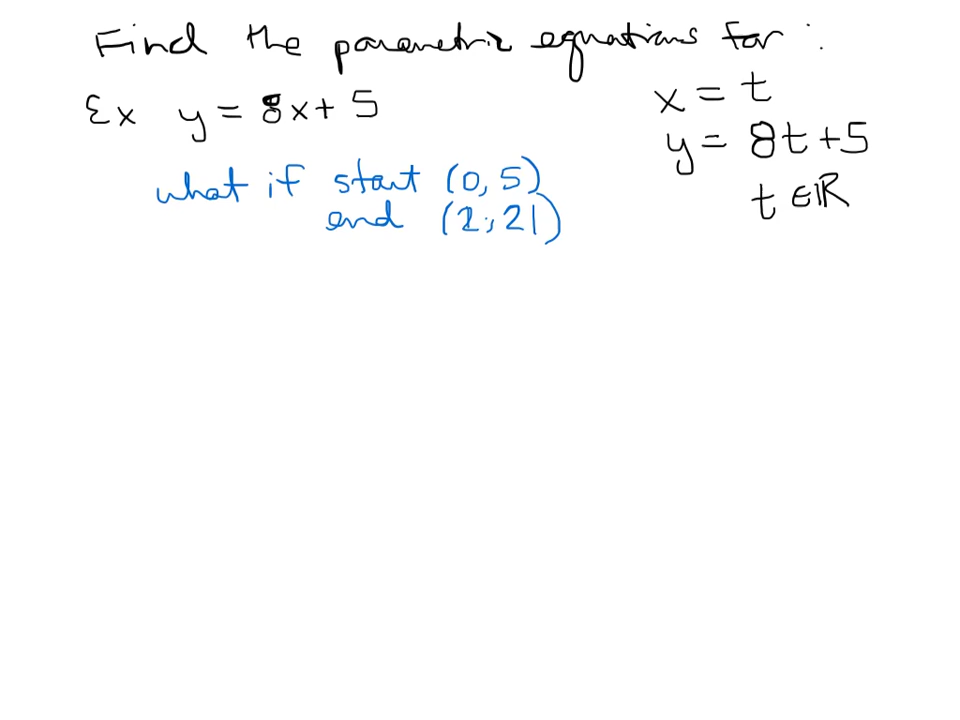 Find the parametric equations for :
Ex y = 8x + 5
x = t
y = 8t + 5
t ∈ ℝ
what if start (0, 5)
end (2, 21)